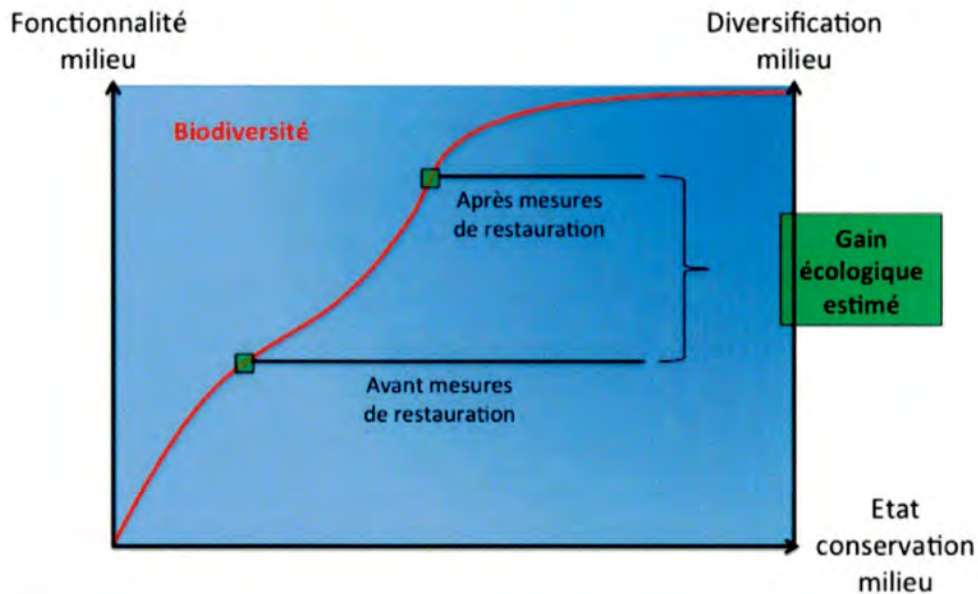 Fonctionnalité
milieu
Diversification
milieu
Biodiversité
Après mesures
de restauration
Gain
écologique
estimé
Avant mesures
de restauration
Etat
conservation
milieu